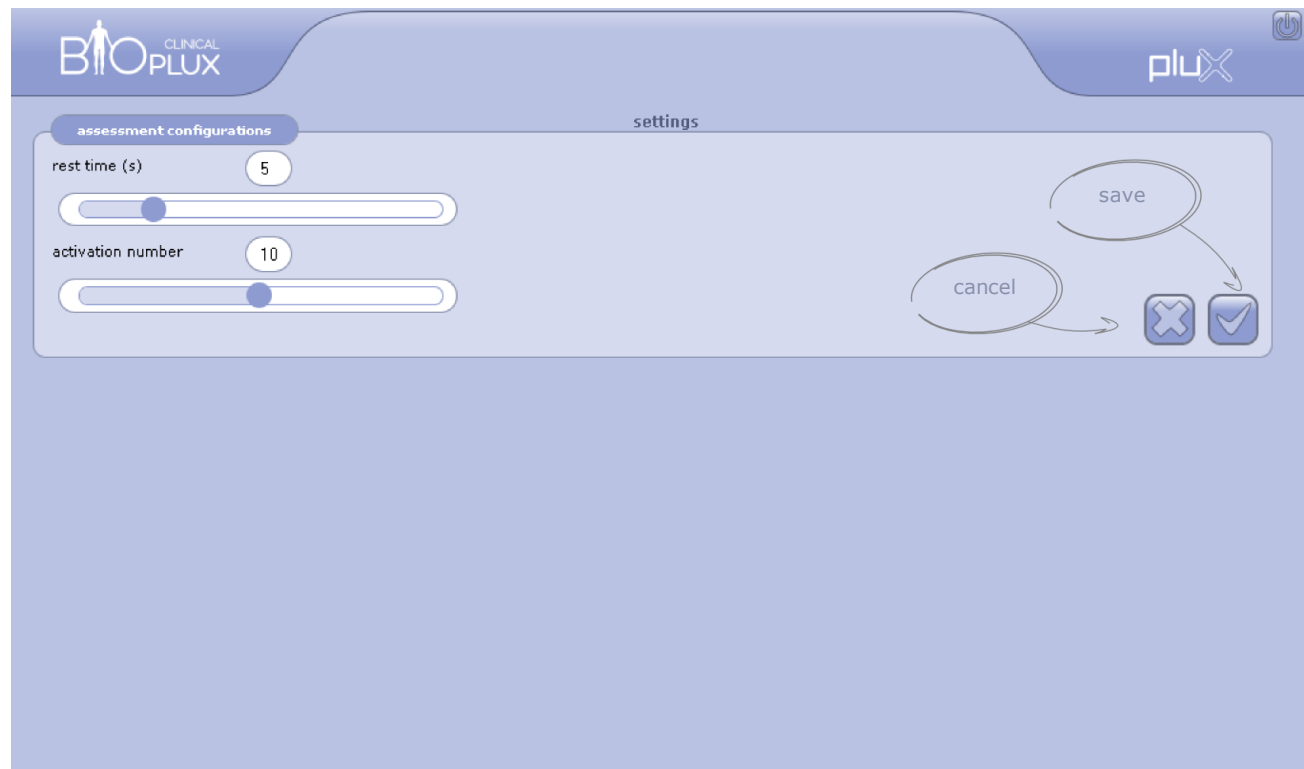 BIOPLUX CLINICAL
plux
settings
assessment configurations
rest time (s) 5
save
activation number 10
cancel